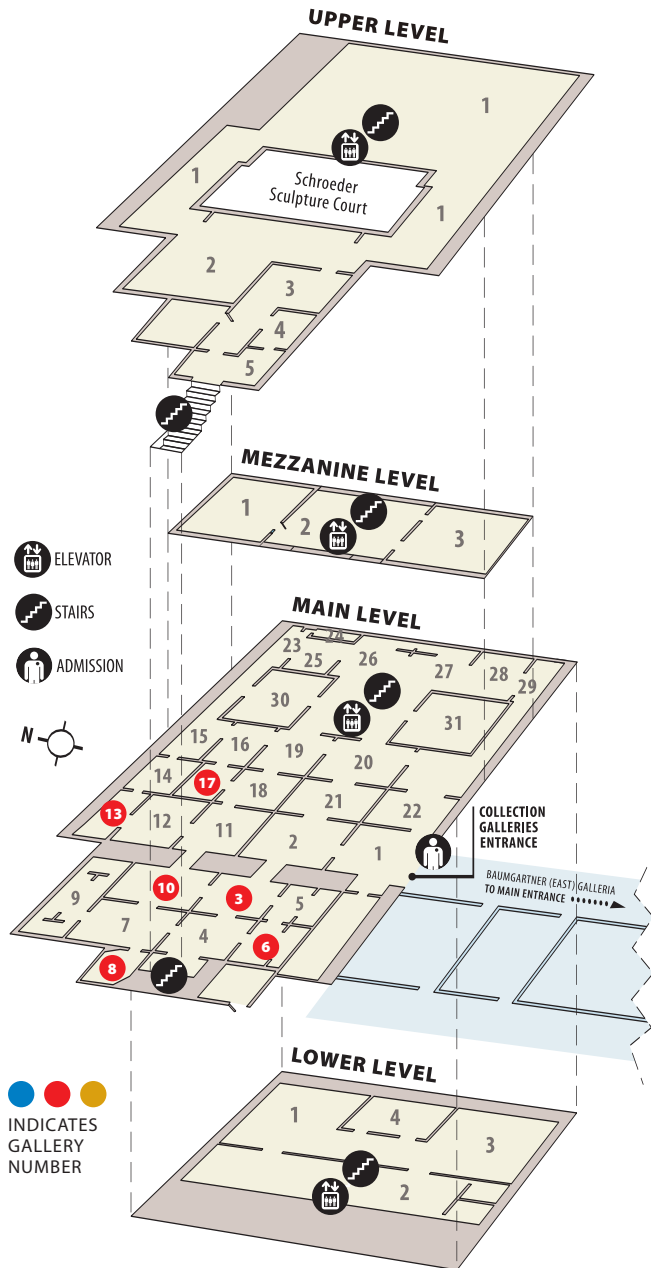 UPPER LEVEL
1
1
Schroeder
Sculpture Court
1
2
3
4
5
MEZZANINE LEVEL
1
2
3
ELEVATOR
STAIRS
ADMISSION
N
MAIN LEVEL
24
23
25
26
27
28
29
30
31
15
16
19
20
14
17
18
21
22
13
12
11
2
1
COLLECTION
GALLERIES
ENTRANCE
BAUMGARTNER (EAST) GALLERIA
TO MAIN ENTRANCE
9
10
3
5
7
4
6
8
LOWER LEVEL
1
4
3
2
INDICATES
GALLERY
NUMBER